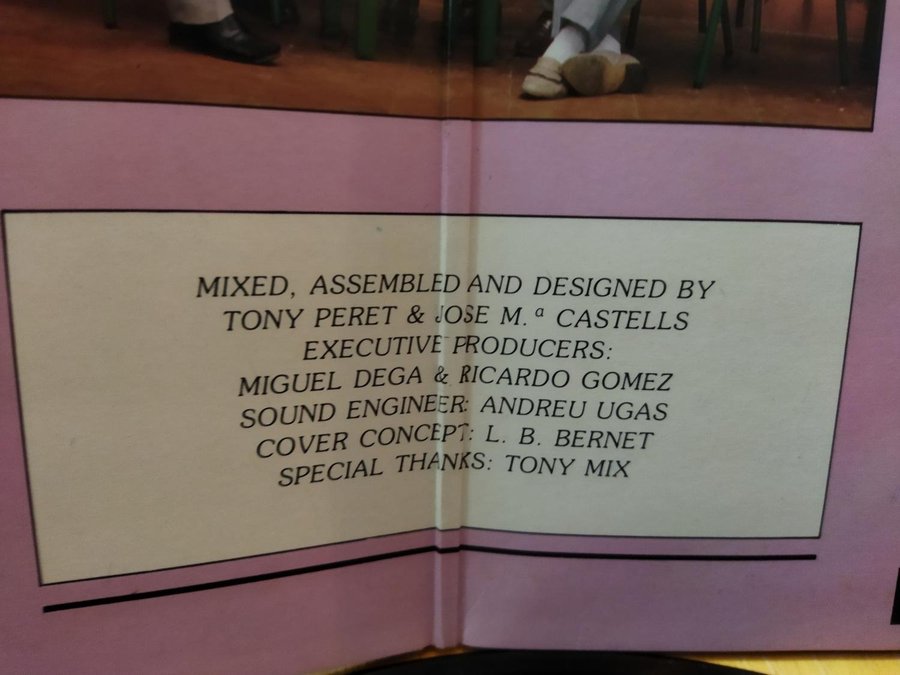 MIXED, ASSEMBLED AND DESIGNED BY
TONY PERET & JOSE M.ª CASTELLS
EXECUTIVE PRODUCERS:
MIGUEL DEGA & RICARDO GOMEZ
SOUND ENGINEER: ANDREU UGAS
COVER CONCEPT: L. B. BERNET
SPECIAL THANKS: TONY MIX